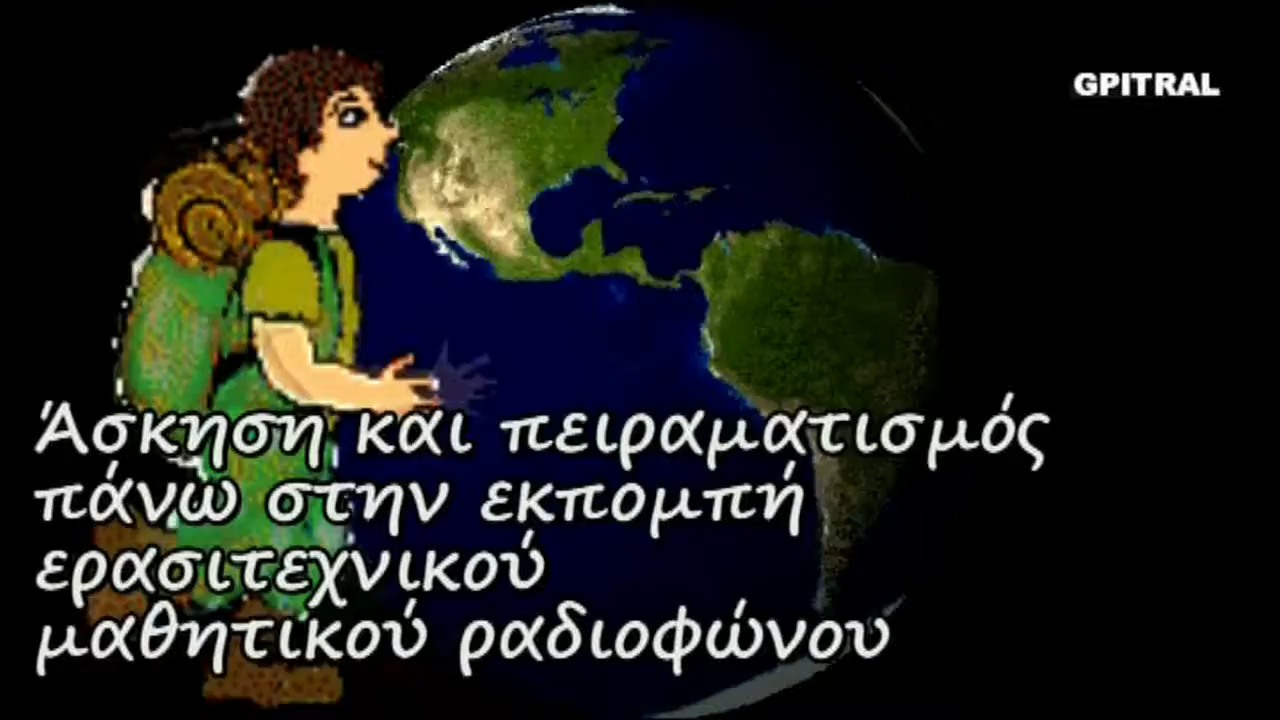 GPITRAL
Άσκηση και πειραματισμός
πάνω στην εκπομπή
ερασιτεχνικού
μαθητικού ραδιοφώνου